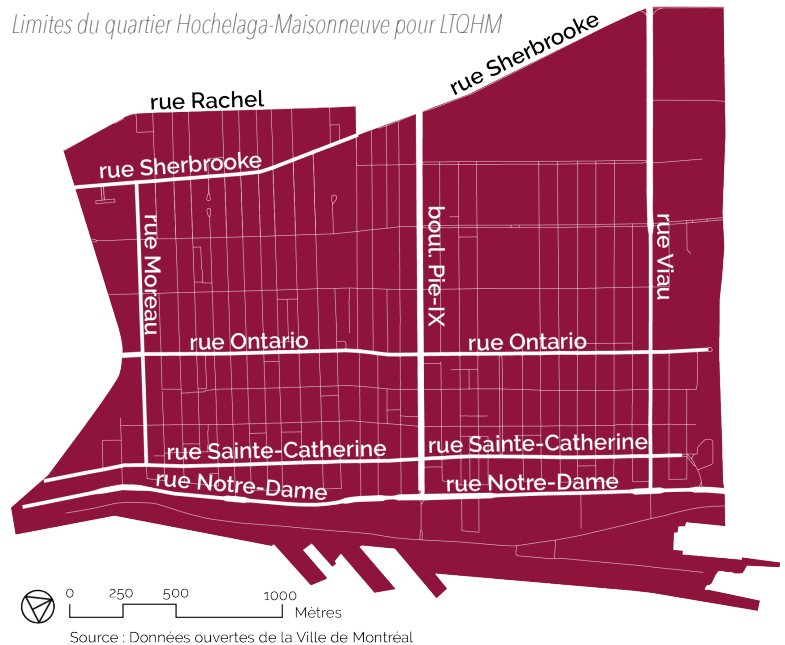 Limites du quartier Hochelaga-Maisonneuve pour LTQHM
rue Sherbrooke
rue Rachel
rue Sherbrooke
rue Moreau
boul. Pie-IX
rue Viau
rue Ontario
rue Ontario
rue Sainte-Catherine
rue Sainte-Catherine
rue Notre-Dame
rue Notre-Dame
0 250 500 1000
Mètres
Source : Données ouvertes de la Ville de Montréal